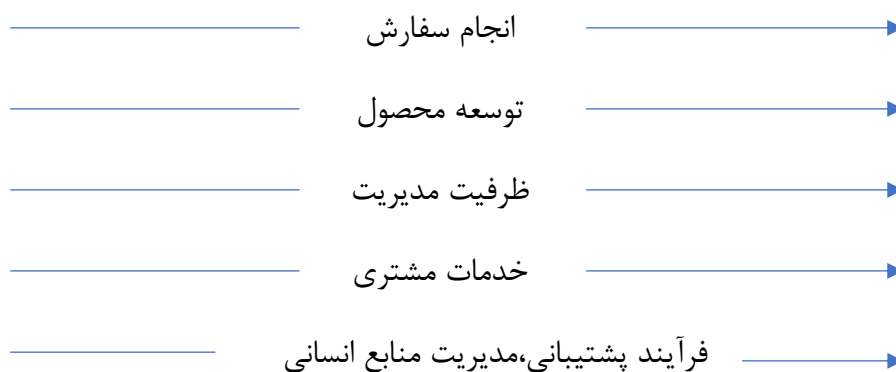 انجام سفارش
توسعه محصول
ظرفیت مدیریت
خدمات مشتری
فرآیند پشتیبانی،مدیریت منابع انسانی